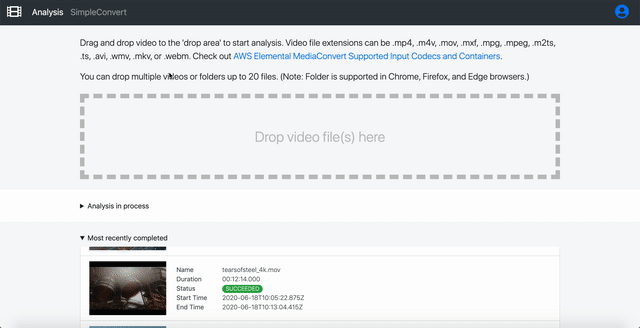 Analysis SimpleConvert
Drag and drop video to the 'drop area' to start analysis. Video file extensions can be .mp4, .m4v, .mov, .mxf, .mpg, .mpeg, .m2ts,
.ts, .avi, .wmv, .mkv, or .webm. Check out AWS Elemental MediaConvert Supported Input Codecs and Containers.
You can drop multiple videos or folders up to 20 files. (Note: Folder is supported in Chrome, Firefox, and Edge browsers.)
Drop video file(s) here
Analysis in process
Most recently completed
Name tearsofsteel_4k.mov
Duration 00:12:14.000
Status SUCCEEDED
Start Time 2020-06-18T10:05:22.875Z
End Time 2020-06-18T10:13:04.415Z